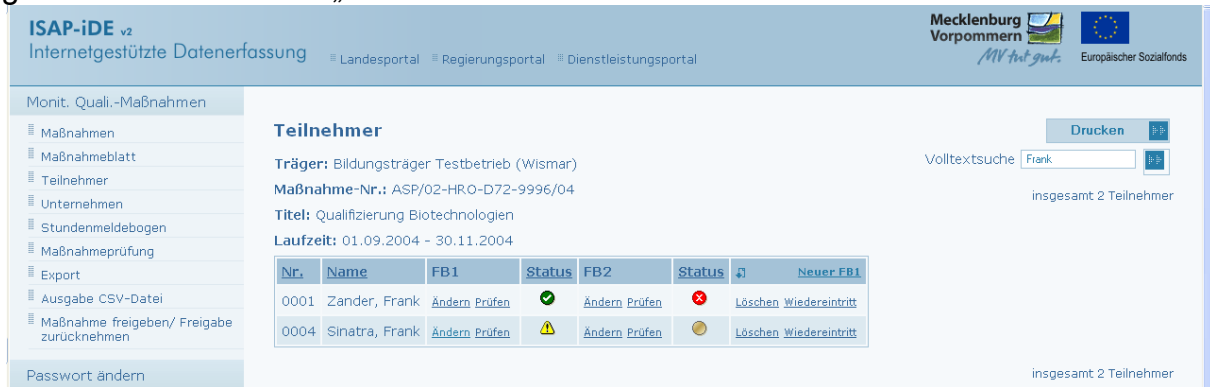 ISAP-iDE v2
Internetgestützte Datenerfassung
Landesportal Regierungsportal Dienstleistungsportal
Mecklenburg
Vorpommern
MV tut gut.
Europäischer Sozialfonds
Monit. Quali.-Maßnahmen
Maßnahmen
Maßnahmeblatt
Teilnehmer
Unternehmen
Stundenmeldebogen
Maßnahmeprüfung
Export
Ausgabe CSV-Datei
Maßnahme freigeben/ Freigabe
zurücknehmen
Passwort ändern
Teilnehmer
Träger: Bildungsträger Testbetrieb (Wismar)
Maßnahme-Nr.: ASP/02-HRO-D72-9996/04
Titel: Qualifizierung Biotechnologien
Laufzeit: 01.09.2004 - 30.11.2004
Drucken
Volltextsuche Frank
insgesamt 2 Teilnehmer
Nr. Name FB1 Status FB2 Status Neuer FB1
0001 Zander, Frank Ändern Prüfen Ändern Prüfen Löschen Wiedereintritt
0004 Sinatra, Frank Ändern Prüfen Ändern Prüfen Löschen Wiedereintritt
insgesamt 2 Teilnehmer